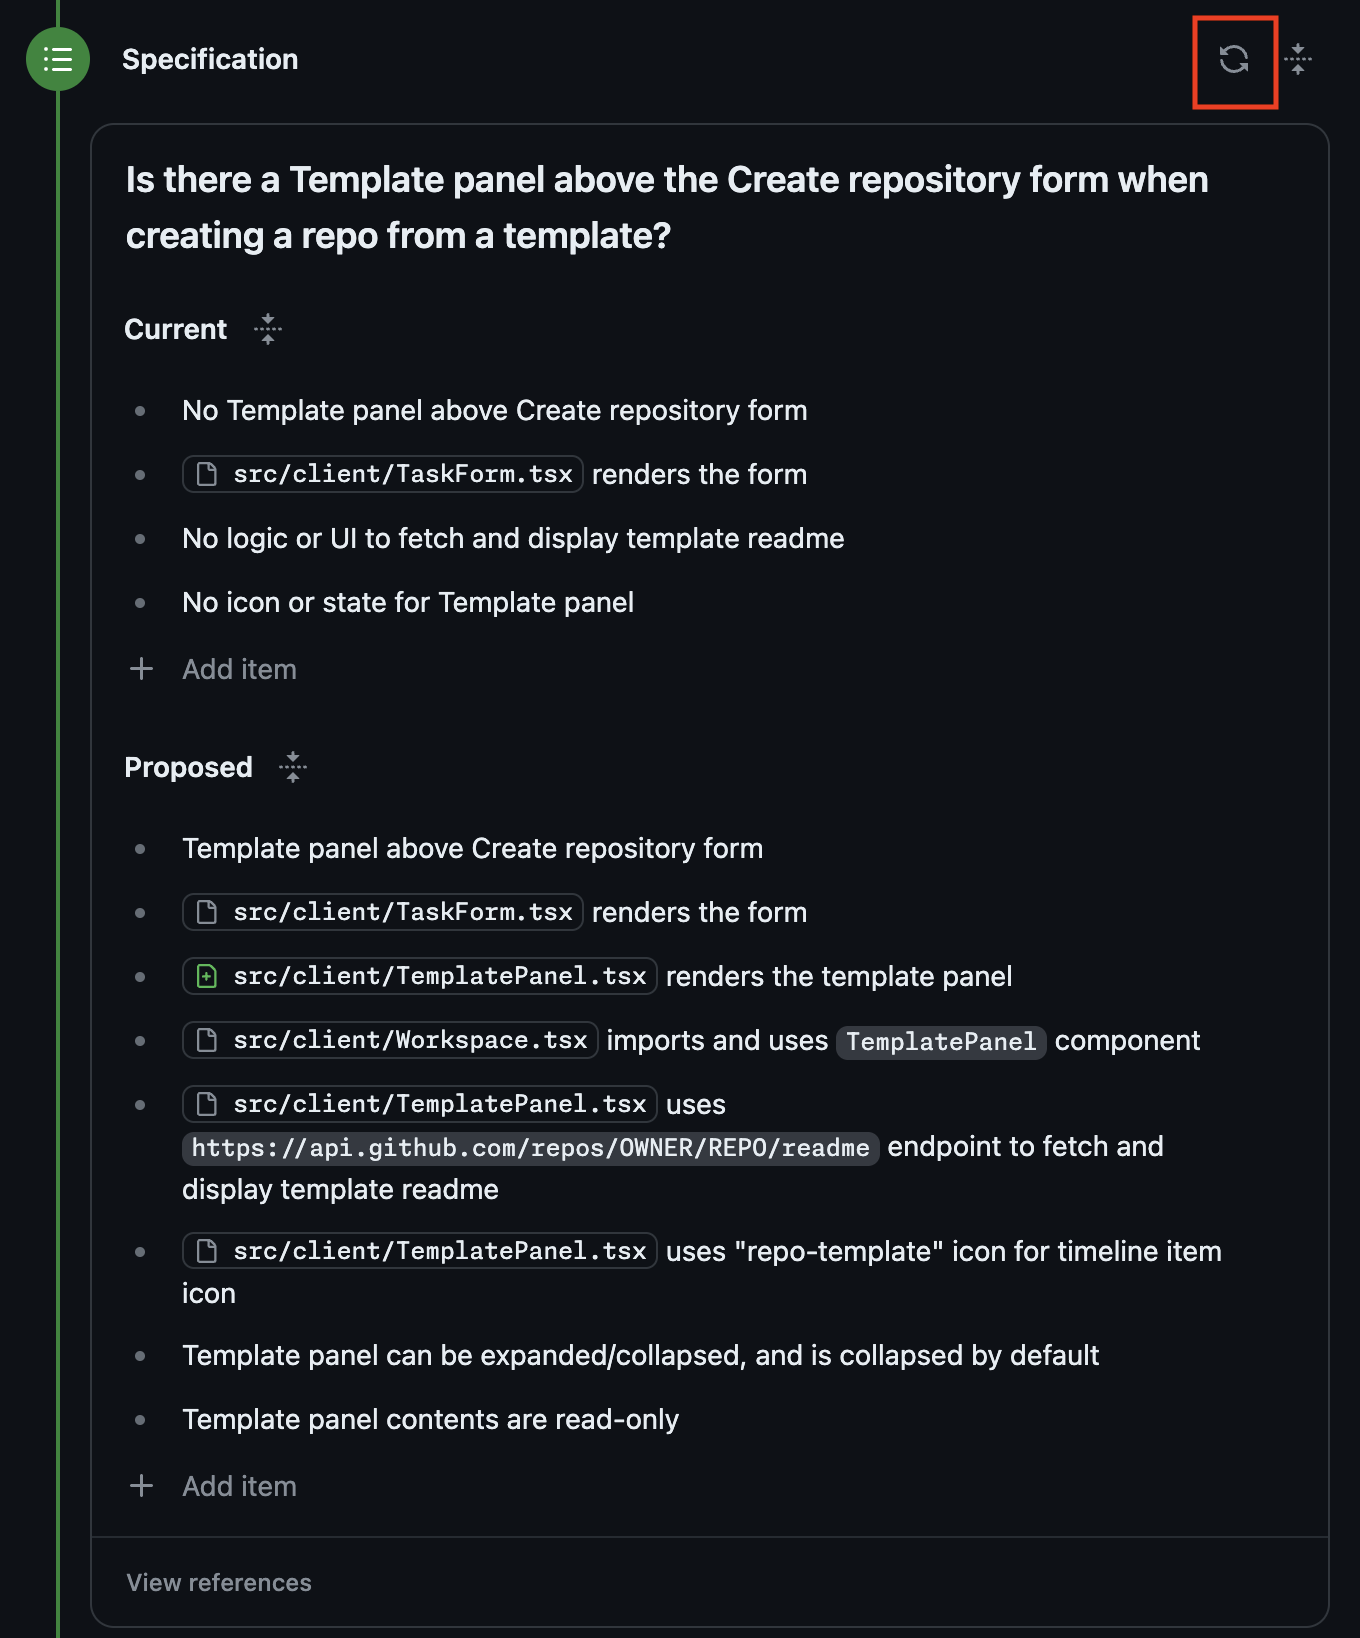 Specification
Is there a Template panel above the Create repository form when
creating a repo from a template?
Current
No Template panel above Create repository form
src/client/TaskForm.tsx renders the form
No logic or UI to fetch and display template readme
No icon or state for Template panel
Add item
Proposed
Template panel above Create repository form
src/client/TaskForm.tsx renders the form
src/client/TemplatePanel.tsx renders the template panel
src/client/Workspace.tsx imports and uses TemplatePanel component
src/client/TemplatePanel.tsx uses
https://api.github.com/repos/OWNER/REPO/readme endpoint to fetch and
display template readme
src/client/TemplatePanel.tsx uses "repo-template" icon for timeline item
icon
Template panel can be expanded/collapsed, and is collapsed by default
Template panel contents are read-only
Add item
View references